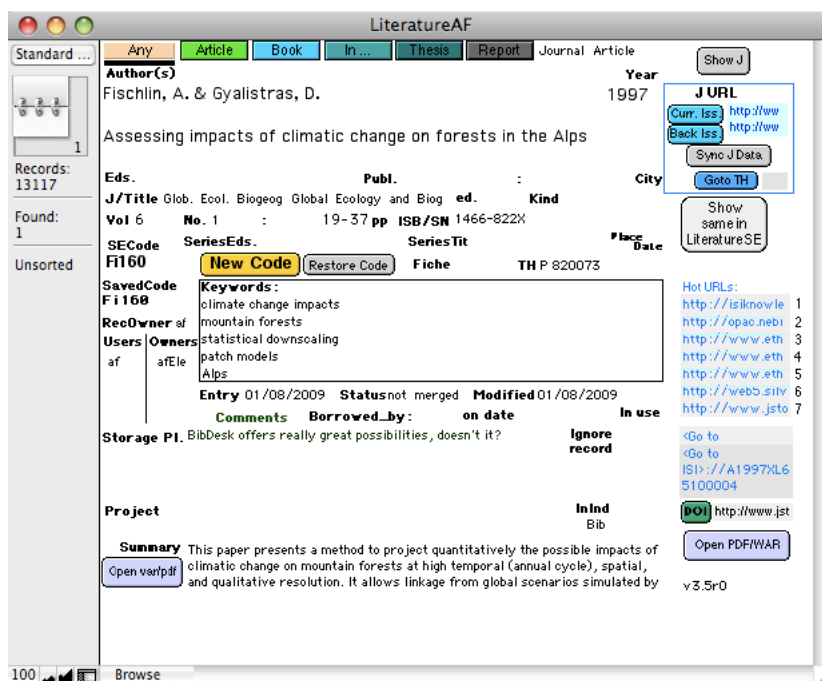 LiteratureAF
Standard ...
Any Article Book In ... Thesis Report Journal Article
Show J
Author(s) Year
Fischlin, A. & Gyalistras, D. 1997
J URL
Curr. Iss. http://ww
Back Iss. http://ww
Assessing impacts of climatic change on forests in the Alps
Sync J Data
1
Records:
13117
Eds. Publ. : City
Goto TH
J/Title Glob. Ecol. Biogeog Global Ecology and Biog ed. Kind
Vol 6 No. 1 : 19-37 pp ISB/SN 1466-822X
Show
same in
LiteratureSE
Found:
1
SECode SeriesEds. SeriesTit Place
Date
Unsorted
Fi160 New Code Restore Code Fiche TH P 820073
SavedCode Keywords:
Fi160 climate change impacts
RecOwner af mountain forests
Users Owners statistical downscaling
af afEle patch models
Alps
Hot URLs:
http://isiknowle 1
http://opac.nebi 2
http://www.eth 3
http://www.eth 4
http://www.eth 5
http://web5.silv 6
http://www.jsto 7
Entry 01/08/2009 Status not merged Modified 01/08/2009
Comments Borrowed_by: on date In use
Storage Pl. BibDesk offers really great possibilities, doesn't it? Ignore
record
<Go to
<Go to
ISI>://A1997XL6
5100004
Project InInd
Bib
DOI http://www.jst
Summary This paper presents a method to project quantitatively the possible impacts of
Open war/pdf climatic change on mountain forests at high temporal (annual cycle), spatial,
and qualitative resolution. It allows linkage from global scenarios simulated by
Open PDF/WAR
v3.5r0
100 Browse